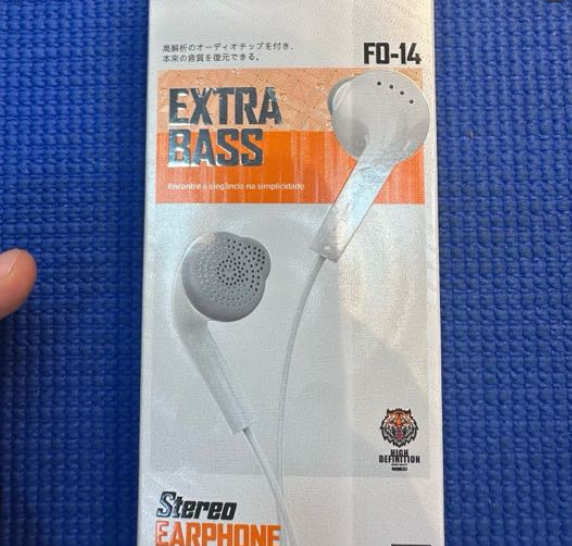 高解析のオーディオチップを付き、
本来の音質を復元できる。
FO-14
EXTRA
BASS
Encontre a elegância na simplicidade
HIGH
DEFINITION
Stereo
EARPHONE